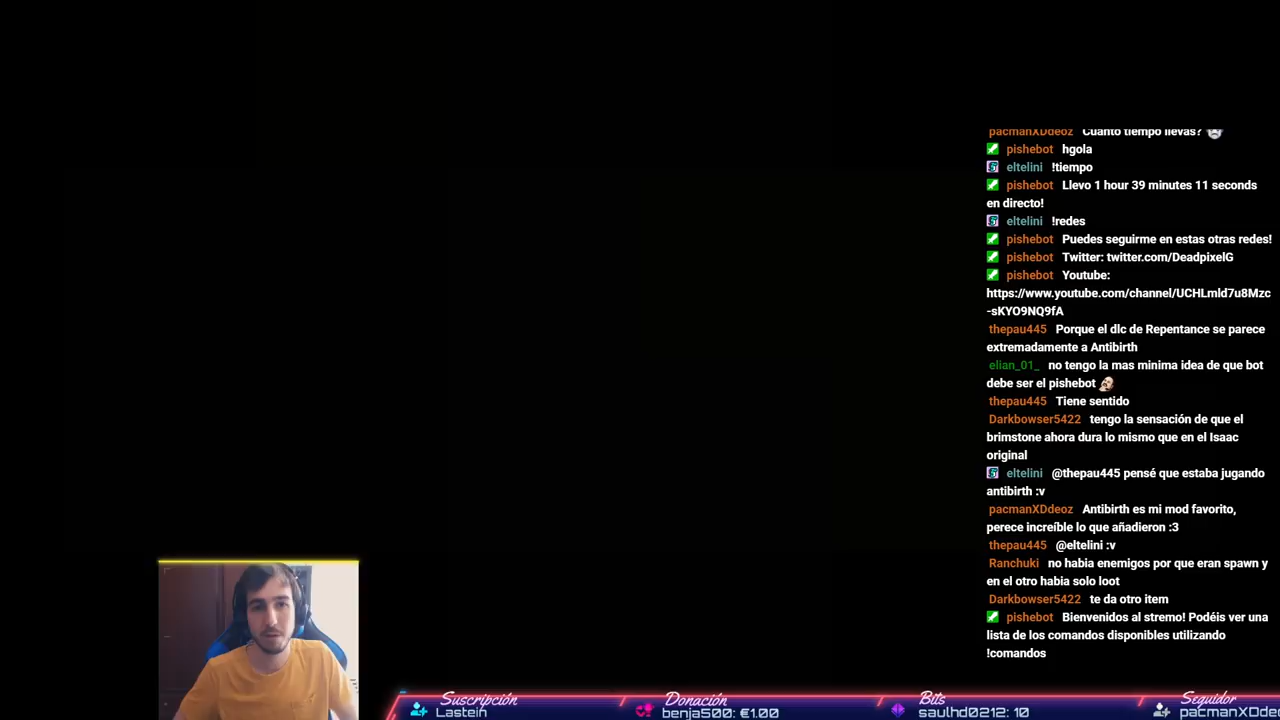 pacmanXDdeoz Cuanto tiempo llevas?
pishebot hgola
eltelini !tiempo
pishebot Llevo 1 hour 39 minutes 11 seconds
en directo!
eltelini !redes
pishebot Puedes seguirme en estas otras redes!
pishebot Twitter: twitter.com/DeadpixelG
pishebot Youtube:
https://www.youtube.com/channel/UCHLmld7u8Mzc
-sKYO9NQ9fA
thepau445 Porque el dlc de Repentance se parece
extremadamente a Antibirth
elian_01_ no tengo la mas minima idea de que bot
debe ser el pishebot
thepau445 Tiene sentido
Darkbowser5422 tengo la sensación de que el
brimstone ahora dura lo mismo que en el Isaac
original
eltelini @thepau445 pensé que estaba jugando
antibirth :v
pacmanXDdeoz Antibirth es mi mod favorito,
perece increíble lo que añadieron :3
thepau445 @eltelini :v
Ranchuki no habia enemigos por que eran spawn y
en el otro habia solo loot
Darkbowser5422 te da otro item
pishebot Bienvenidos al stremo! Podéis ver una
lista de los comandos disponibles utilizando
!comandos
Suscripción Donación Bits Seguidor
Lastein benja500: €1.00 saulhd0212: 10 pacmanXDdeo